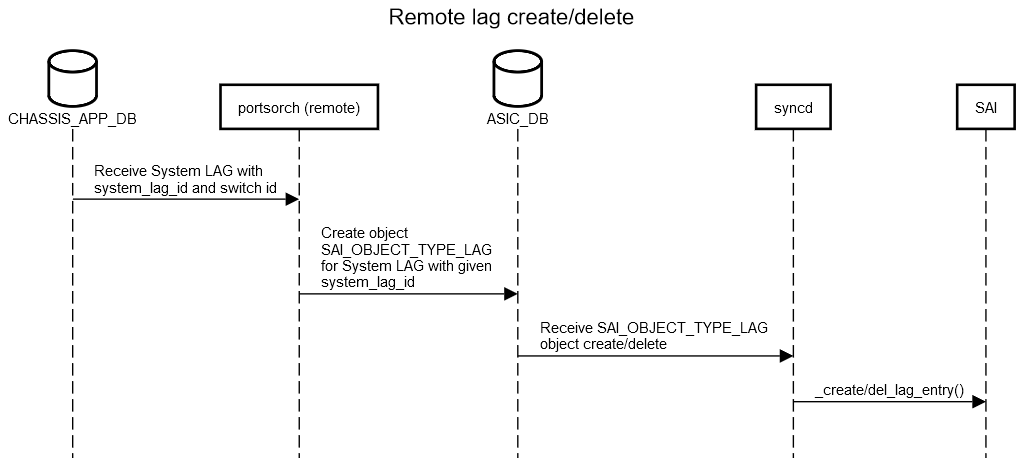 Remote lag create/delete
CHASSIS_APP_DB
portsorch (remote)
ASIC_DB
syncd
SAI
Receive System LAG with
system_lag_id and switch id
Create object
SAI_OBJECT_TYPE_LAG
for System LAG with given
system_lag_id
Receive SAI_OBJECT_TYPE_LAG
object create/delete
_create/del_lag_entry()